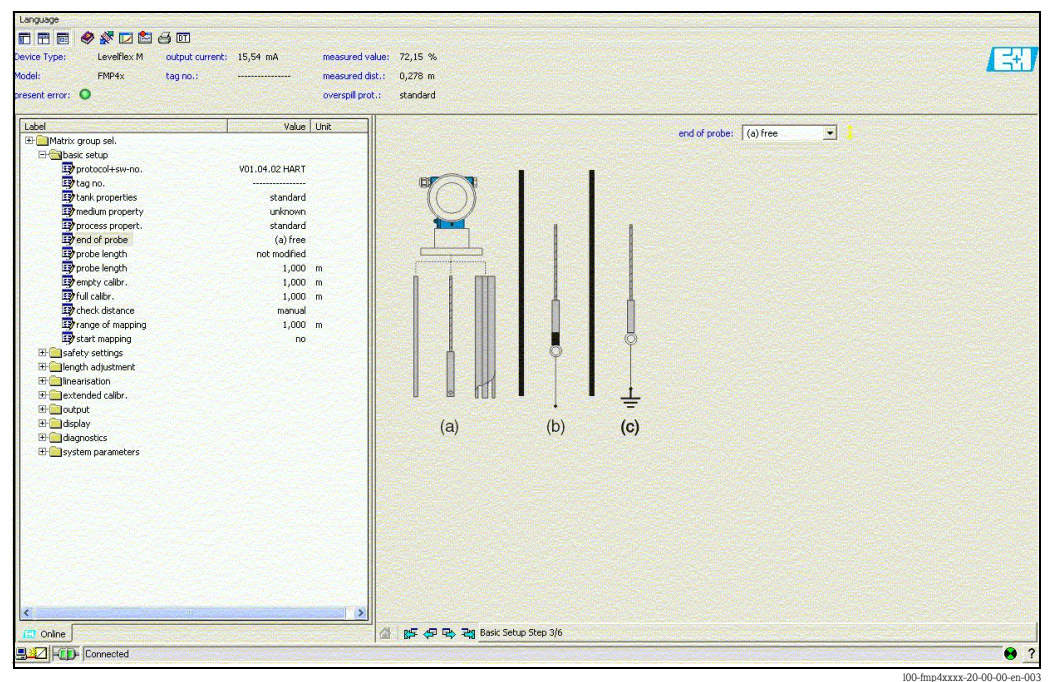 Language
DT
Device Type: Levelflex M output current: 15,54 mA measured value: 72,15 %
Model: FMP4x tag no.: ---------------- measured dist.: 0,278 m
present error: overspill prot.: standard
E+H
Label Value Unit
Matrix group sel.
basic setup
protocol+sw-no. V01.04.02 HART
tag no. ----------------
tank properties standard
medium property unknown
process propert. standard
end of probe (a) free
probe length not modified
probe length 1,000 m
empty calibr. 1,000 m
full calibr. 1,000 m
check distance manual
range of mapping 1,000 m
start mapping no
safety settings
length adjustment
linearisation
extended calibr.
output
display
diagnostics
system parameters
end of probe: (a) free
(a) (b) (c)
Online
Basic Setup Step 3/6
Connected
?
l00-fmp4xxxx-20-00-00-en-003